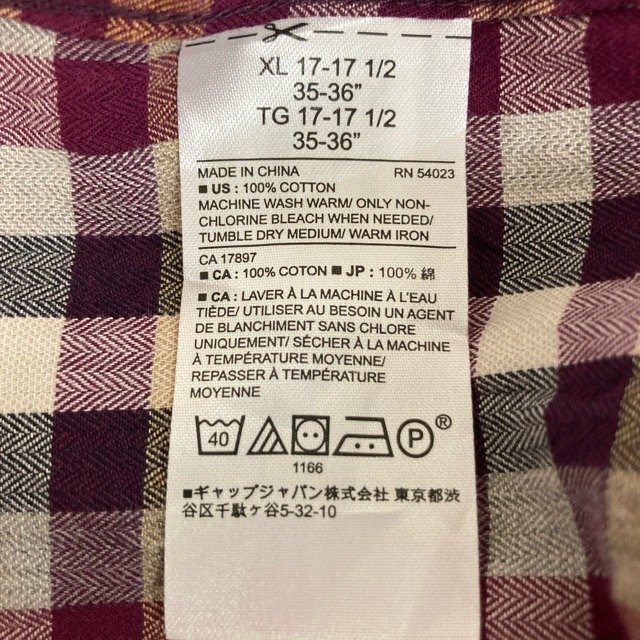 XL 17-17 1/2
35-36”
TG 17-17 1/2
35-36”
MADE IN CHINA RN 54023
■ US : 100% COTTON
MACHINE WASH WARM/ ONLY NON-
CHLORINE BLEACH WHEN NEEDED/
TUMBLE DRY MEDIUM/ WARM IRON
CA 17897
■ CA : 100% COTON ■ JP : 100% 綿
■ CA : LAVER À LA MACHINE À L'EAU
TIÈDE/ UTILISER AU BESOIN UN AGENT
DE BLANCHIMENT SANS CHLORE
UNIQUEMENT/ SÉCHER À LA MACHINE
À TEMPÉRATURE MOYENNE/
REPASSER À TEMPÉRATURE
MOYENNE
40 P®
1166
■ギャップジャパン株式会社 東京都渋
谷区千駄ヶ谷5-32-10